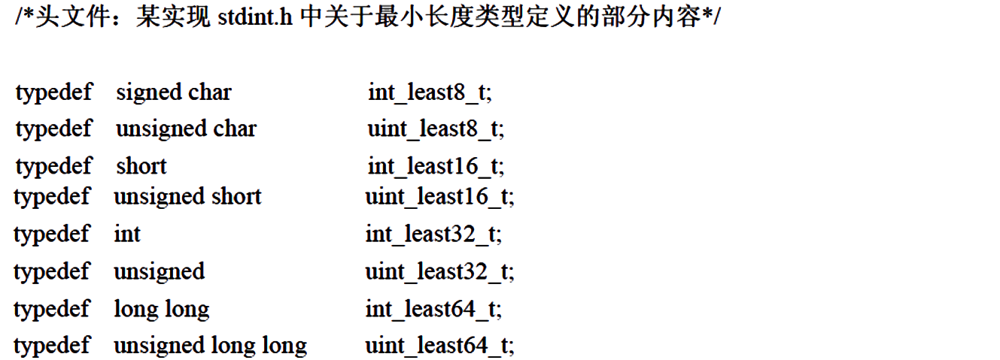 /*头文件：某实现 stdint.h 中关于最小长度类型定义的部分内容*/
typedef signed char int_least8_t;
typedef unsigned char uint_least8_t;
typedef short int_least16_t;
typedef unsigned short uint_least16_t;
typedef int int_least32_t;
typedef unsigned uint_least32_t;
typedef long long int_least64_t;
typedef unsigned long long uint_least64_t;